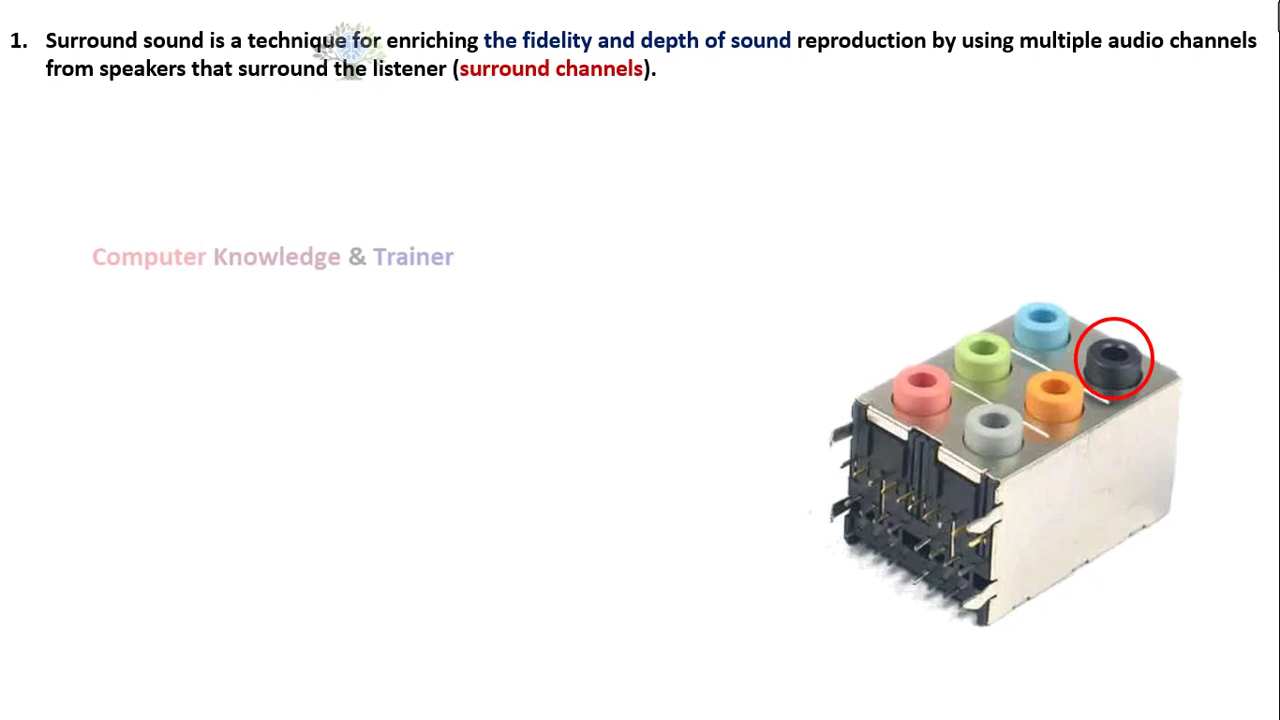 1. Surround sound is a technique for enriching the fidelity and depth of sound reproduction by using multiple audio channels
from speakers that surround the listener (surround channels).
Computer Knowledge & Trainer